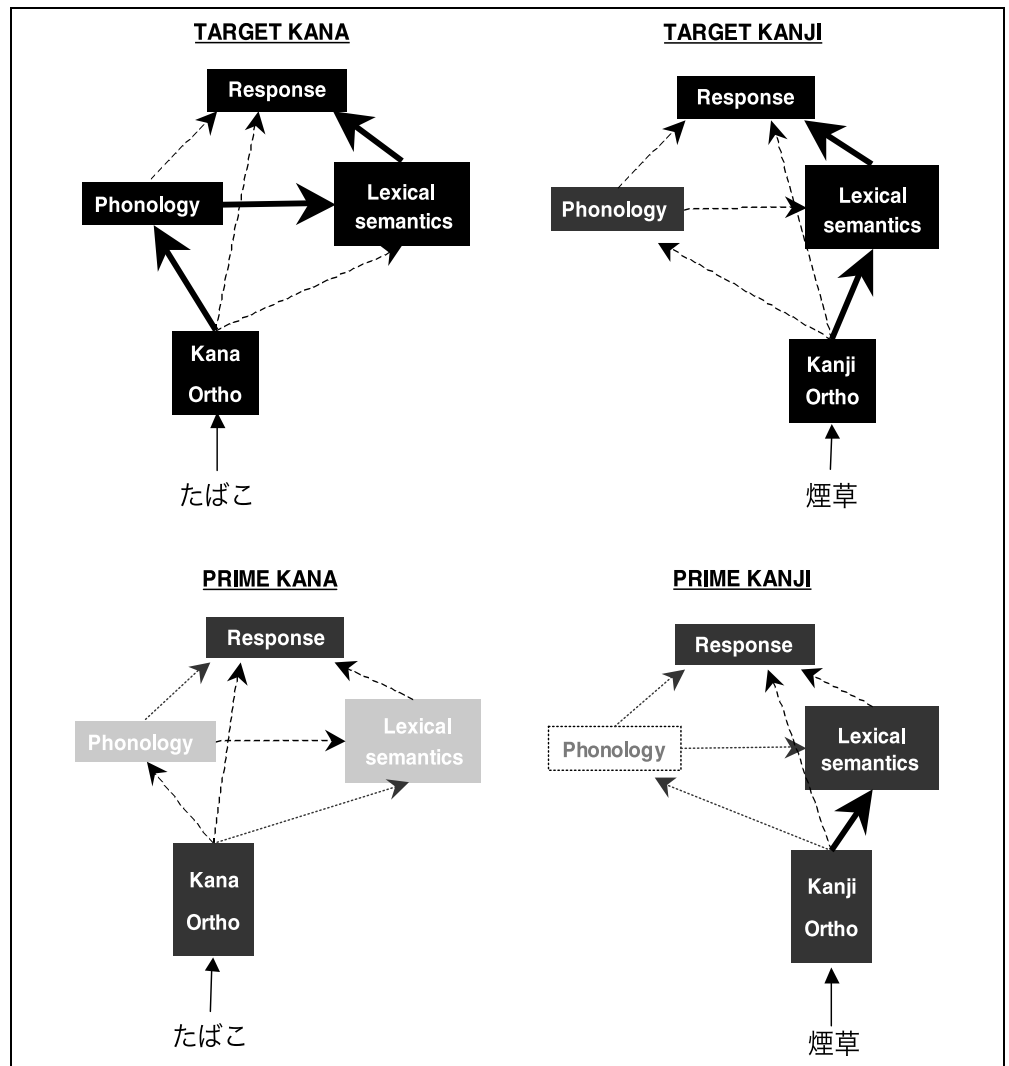 TARGET KANA
Response
Phonology
Lexical
semantics
Kana
Ortho
たばこ
TARGET KANJI
Response
Phonology
Lexical
semantics
Kanji
Ortho
煙草
PRIME KANA
Response
Phonology
Lexical
semantics
Kana
Ortho
たばこ
PRIME KANJI
Response
Phonology
Lexical
semantics
Kanji
Ortho
煙草